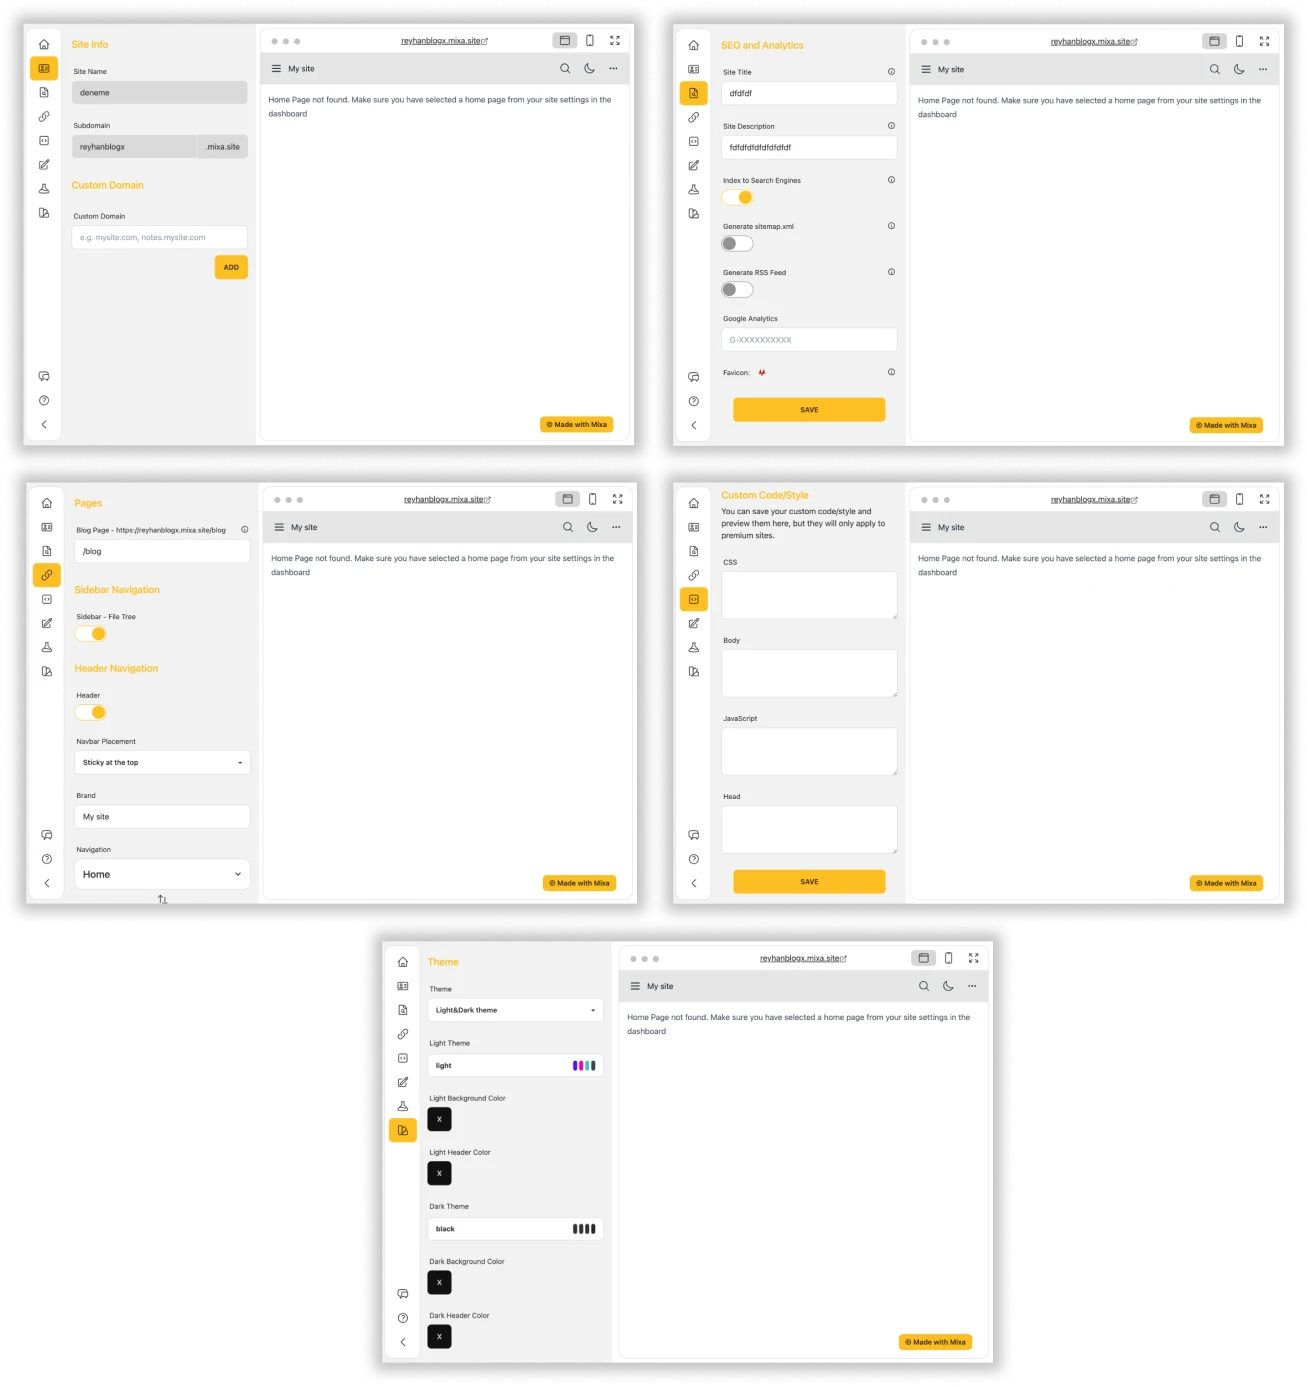 Site Info
Site Name
deneme
Subdomain
reyhanblogx
.mixa.site
Custom Domain
Custom Domain
e.g. mysite.com, notes.mysite.com
ADD
reyhanblogx.mixa.site
My site
Home Page not found. Make sure you have selected a home page from your site settings in the
dashboard
Made with Mixa
SEO and Analytics
Site Title
dfdfdf
Site Description
fdfdfdfdfdfdfdfdf
Index to Search Engines
Generate sitemap.xml
Generate RSS Feed
Google Analytics
G-XXXXXXXXXX
Favicon:
SAVE
reyhanblogx.mixa.site
My site
Home Page not found. Make sure you have selected a home page from your site settings in the
dashboard
Made with Mixa
Pages
Blog Page - https://reyhanblogx.mixa.site/blog
/blog
Sidebar Navigation
Sidebar - File Tree
Header Navigation
Header
Navbar Placement
Sticky at the top
Brand
My site
Navigation
Home
reyhanblogx.mixa.site
My site
Home Page not found. Make sure you have selected a home page from your site settings in the
dashboard
Made with Mixa
Custom Code/Style
You can save your custom code/style and
preview them here, but they will only apply to
premium sites.
CSS
Body
JavaScript
Head
SAVE
reyhanblogx.mixa.site
My site
Home Page not found. Make sure you have selected a home page from your site settings in the
dashboard
Made with Mixa
Theme
Theme
Light&Dark theme
Light Theme
light
Light Background Color
X
Light Header Color
X
Dark Theme
black
Dark Background Color
X
Dark Header Color
X
reyhanblogx.mixa.site
My site
Home Page not found. Make sure you have selected a home page from your site settings in the
dashboard
Made with Mixa